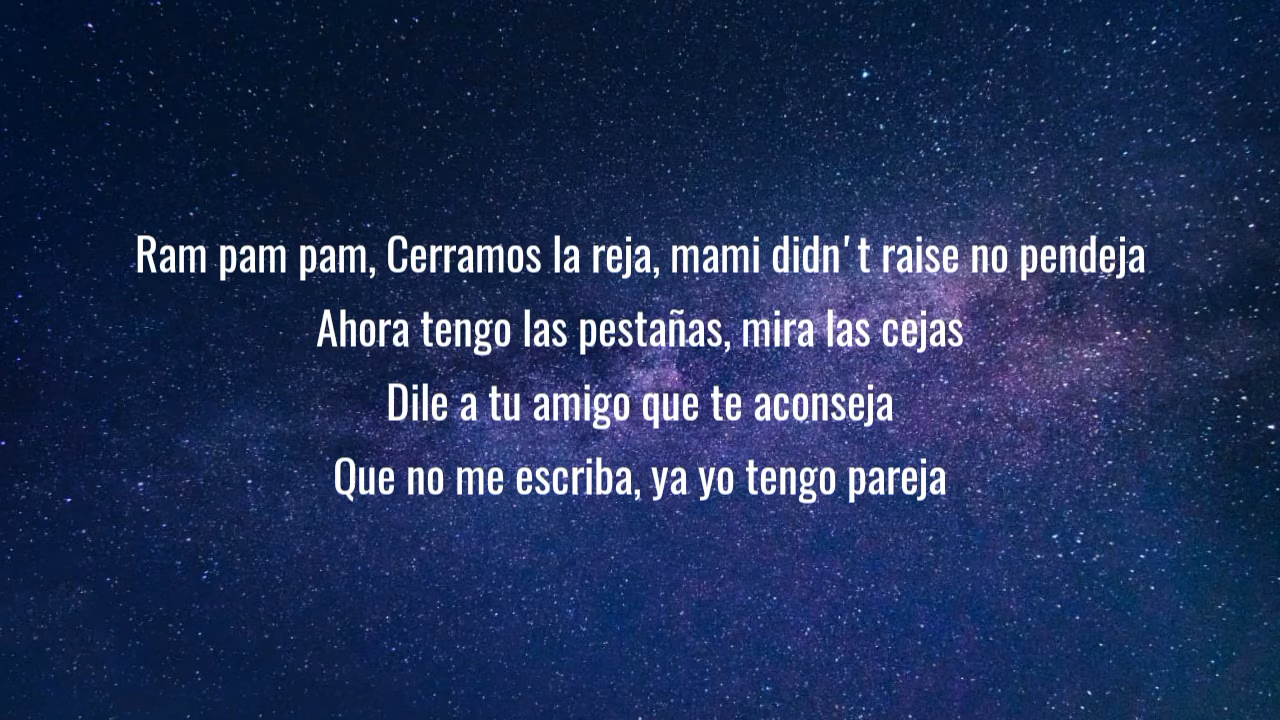 Ram pam pam, Cerramos la reja, mami didn't raise no pendeja
Ahora tengo las pestañas, mira las cejas
Dile a tu amigo que te aconseja
Que no me escriba, ya yo tengo pareja